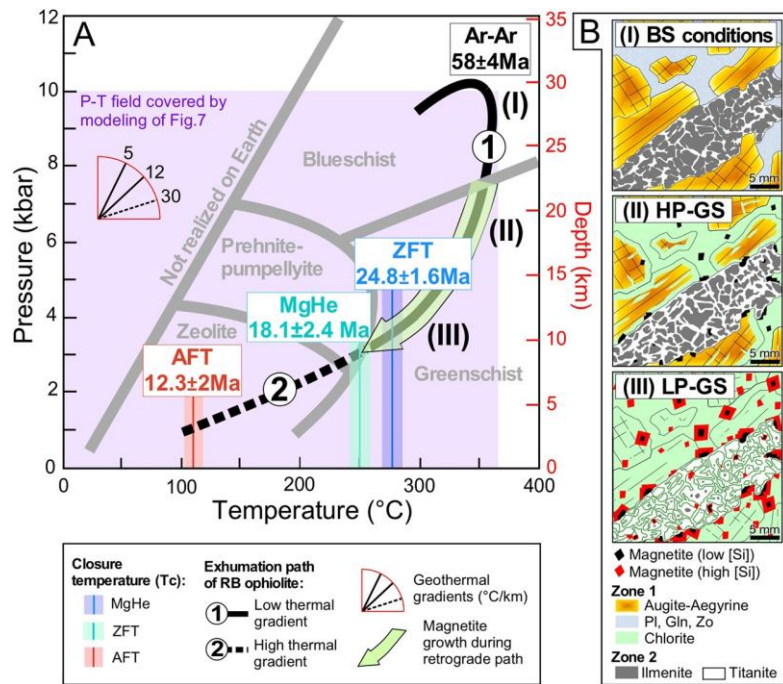 A
12
10
8
6
4
2
0
Pressure (kbar)
0
100
200
300
400
Temperature (°C)
35
30
25
20
15
10
5
0
Depth (km)
P-T field covered by
modeling of Fig.7
5
12
30
Not realized on Earth
Ar-Ar
58±4Ma
(I)
1
Blueschist
(II)
Prehnite-
pumpellyite
ZFT
24.8±1.6Ma
MgHe
18.1±2.4 Ma
(III)
Zeolite
AFT
12.3±2Ma
2
Greenschist
Closure
temperature (Tc):
MgHe
ZFT
AFT
Exhumation path
of RB ophiolite:
1 Low thermal
gradient
2 High thermal
gradient
Geothermal
gradients (°C/km)
Magnetite
growth during
retrograde path
B
(I) BS conditions
5 mm
(II) HP-GS
5 mm
(III) LP-GS
5 mm
Magnetite (low [Si])
Magnetite (high [Si])
Zone 1
Augite-Aegyrine
Pl, Gln, Zo
Chlorite
Zone 2
Ilmenite
Titanite